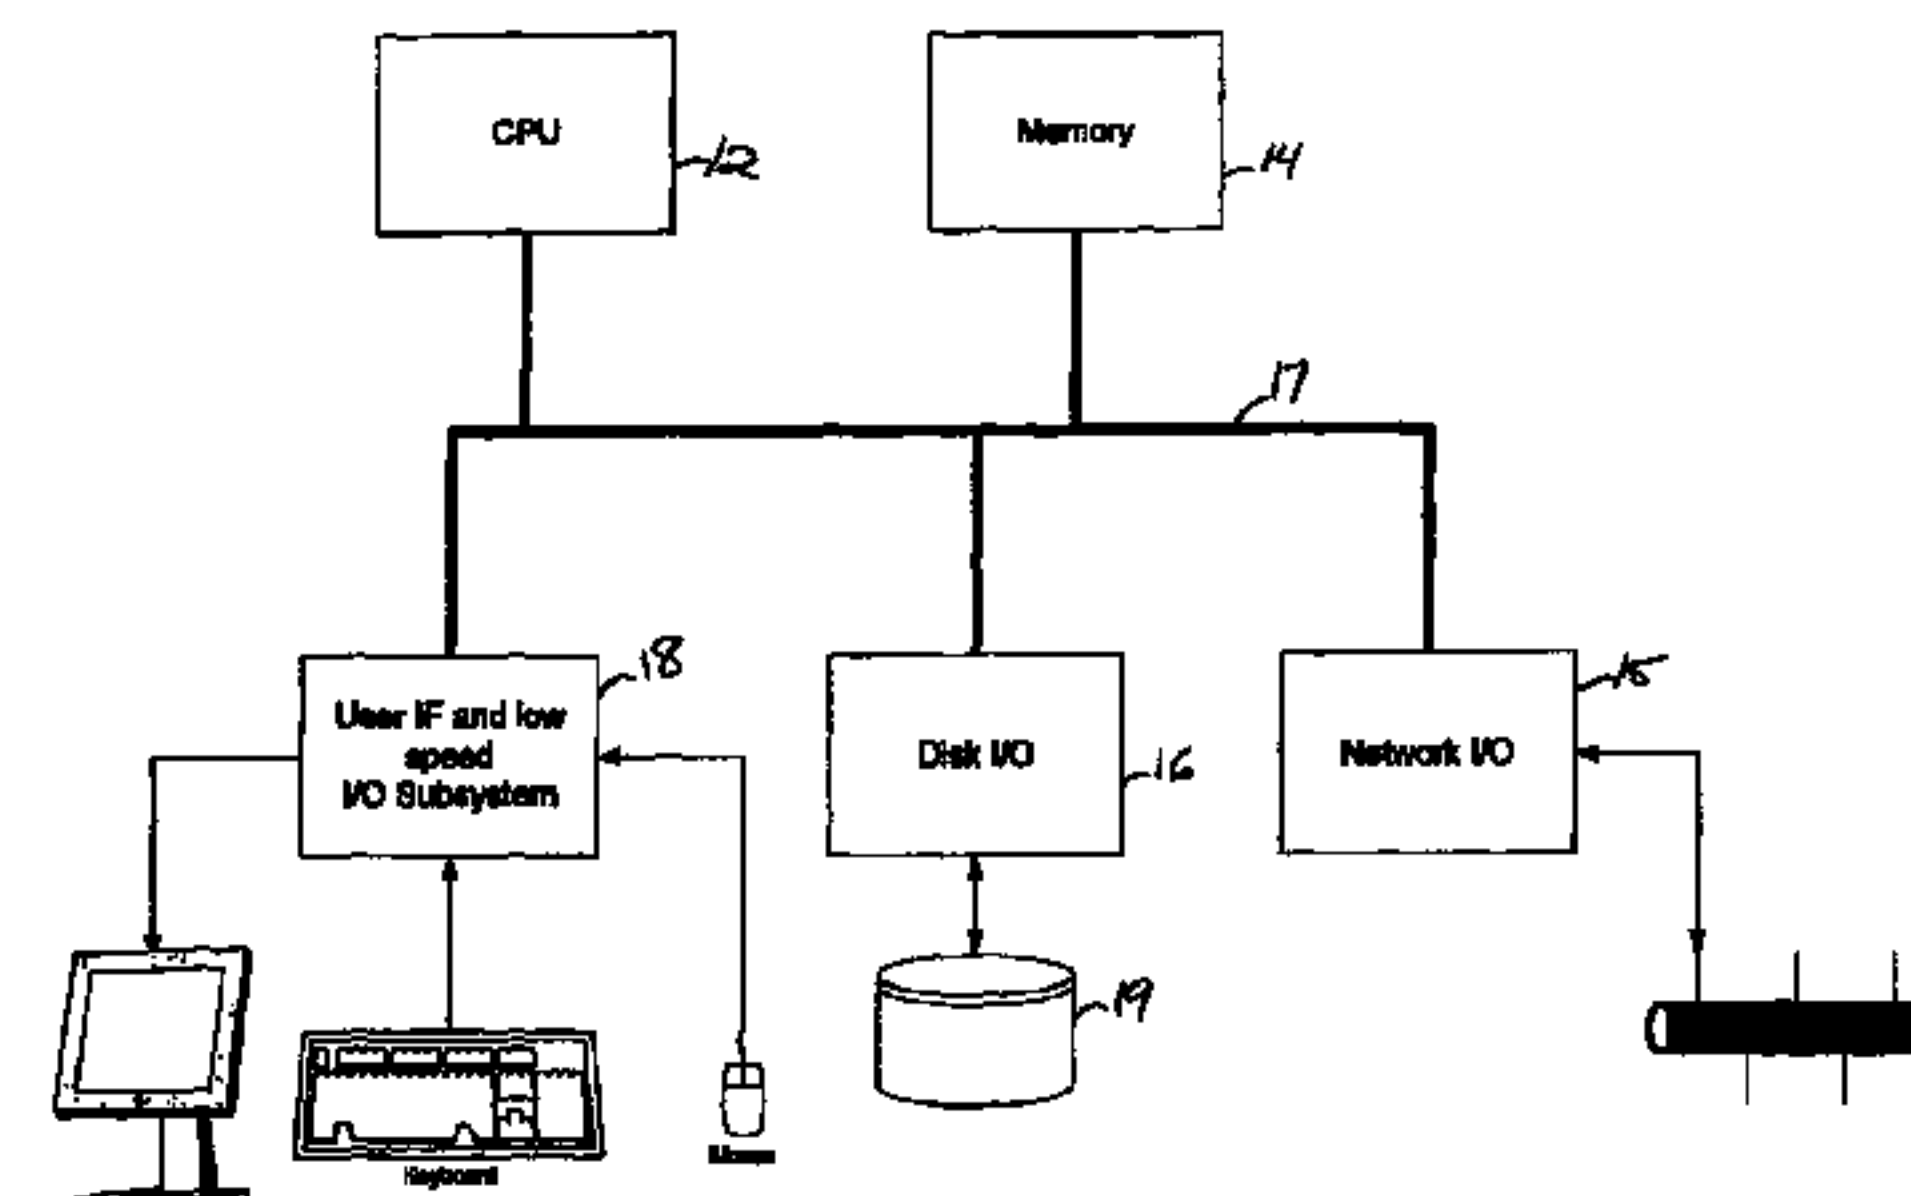 CPU
12
Memory
14
17
User IF and low
speed
I/O Subsystem
18
Disk I/O
16
Network I/O
15
19
Keyboard
Mouse